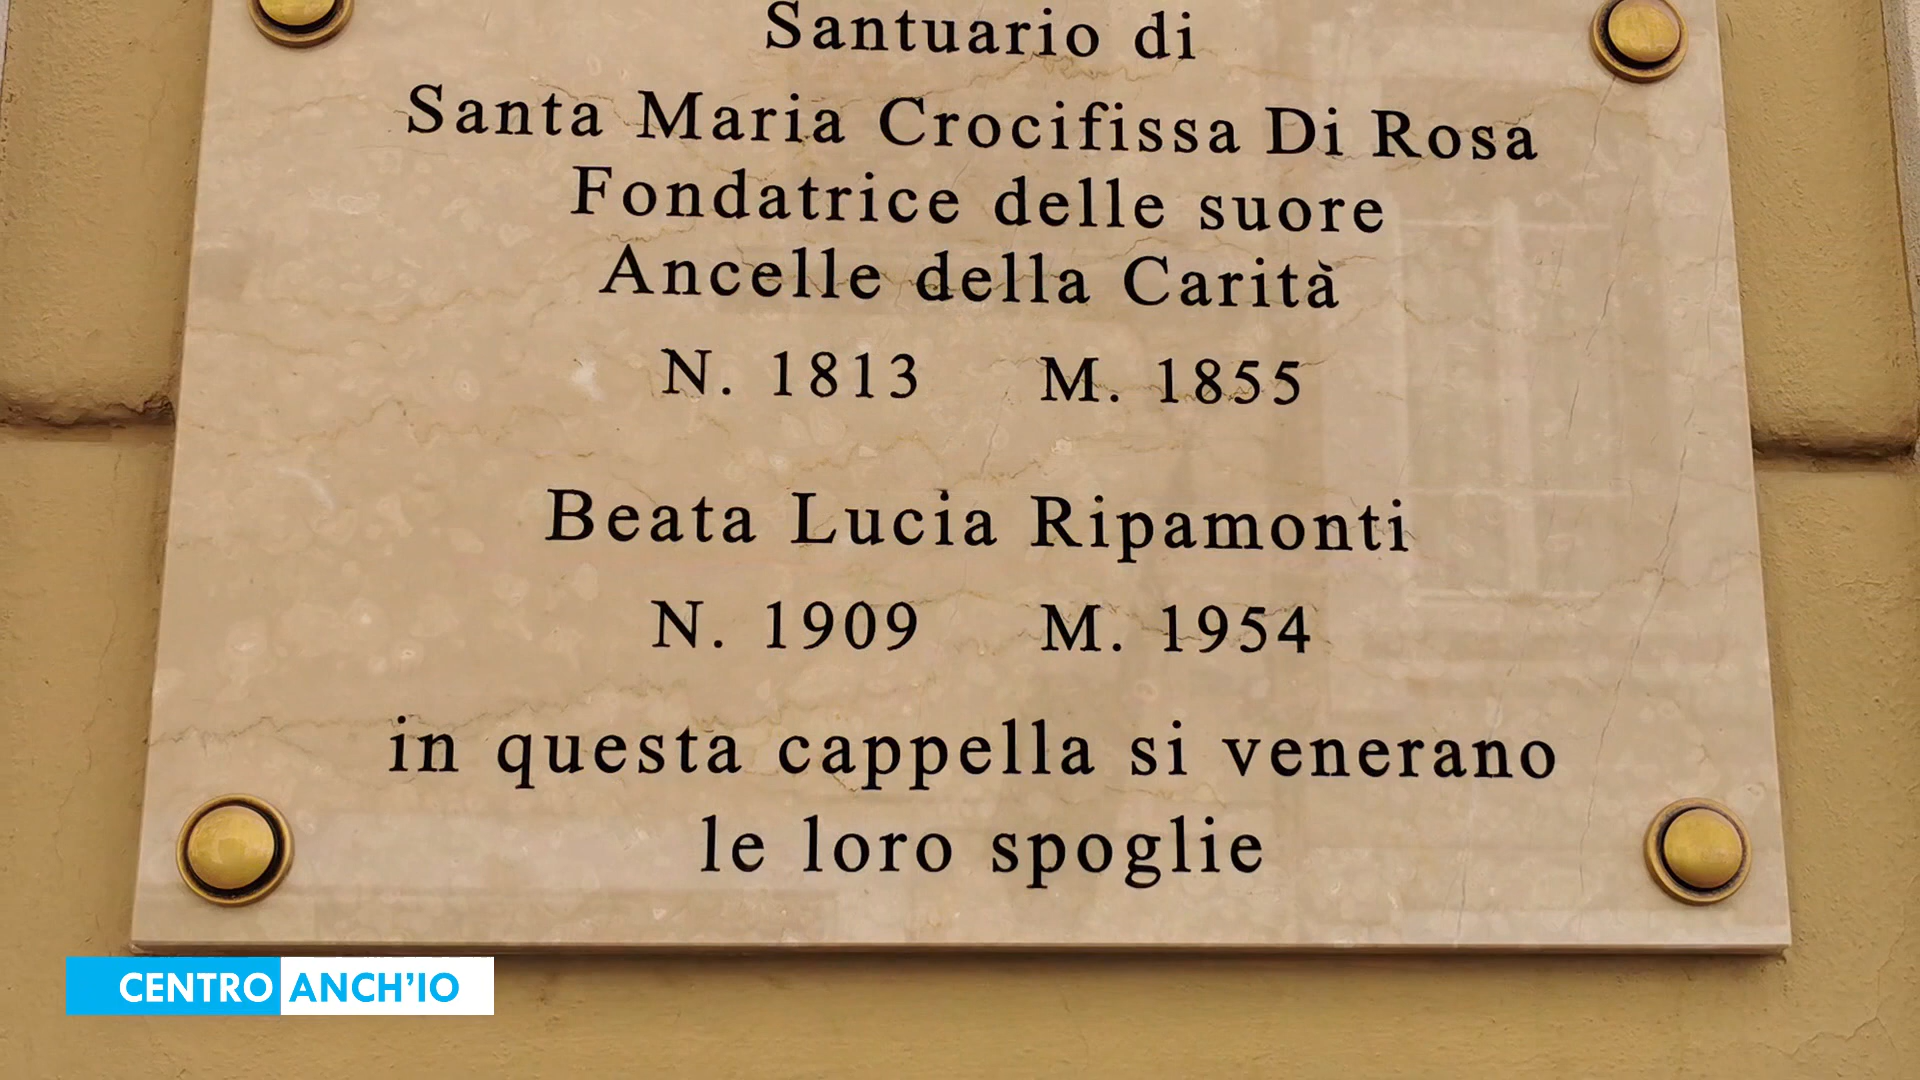 Santuario di
Santa Maria Crocifissa Di Rosa
Fondatrice delle suore
Ancelle della Carità
N. 1813 M. 1855
Beata Lucia Ripamonti
N. 1909 M. 1954
in questa cappella si venerano
le loro spoglie
CENTRO ANCH'IO